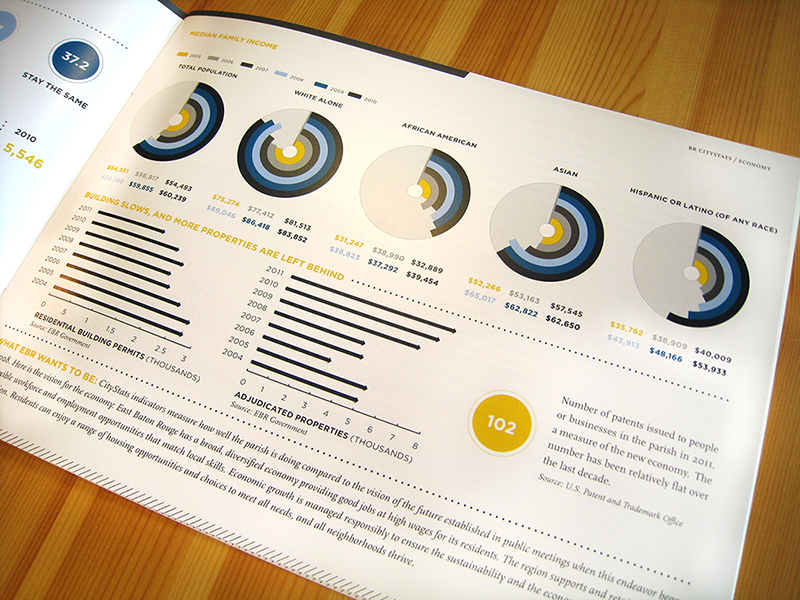 37.2
STAY THE SAME
2010
5,546
MEDIAN FAMILY INCOME
2005 2006 2007 2008 2009 2010
BR CITYSTATS / ECONOMY
TOTAL POPULATION
$54,551 $56,917 $54,493
$59,855 $60,239
WHITE ALONE
$75,274 $77,412 $81,513
$89,046 $86,418 $83,852
AFRICAN AMERICAN
$31,247 $38,990 $32,889
$36,823 $37,292 $39,454
ASIAN
$52,266 $53,163 $57,545
$65,017 $62,822 $62,650
HISPANIC OR LATINO (OF ANY RACE)
$35,762 $38,909 $40,009
$43,913 $48,166 $53,933
BUILDING SLOWS, AND MORE PROPERTIES ARE LEFT BEHIND
2011
2010
2009
2008
2007
2006
2005
2004
0 .5 1 1.5 2 2.5 3
RESIDENTIAL BUILDING PERMITS (THOUSANDS)
Source: EBR Government
2011
2010
2009
2008
2007
2006
2005
2004
0 1 2 3 4 5 6 7 8
ADJUDICATED PROPERTIES (THOUSANDS)
Source: EBR Government
102
Number of patents issued to people
or businesses in the parish in 2011,
a measure of the new economy. The
number has been relatively flat over
the last decade.
Source: U.S. Patent and Trademark Office
WHAT EBR WANTS TO BE: CityStats indicators measure how well the parish is doing compared to the vision of the future established in public meetings when this endeavor
Here is the vision for the economy: East Baton Rouge has a broad, diversified economy providing good jobs at high wages for its residents. The region supports and
workforce and employment opportunities that match local skills. Economic growth is managed responsibly to ensure the sustainability and the
Residents can enjoy a range of housing opportunities and choices to meet all needs, and all neighborhoods thrive.